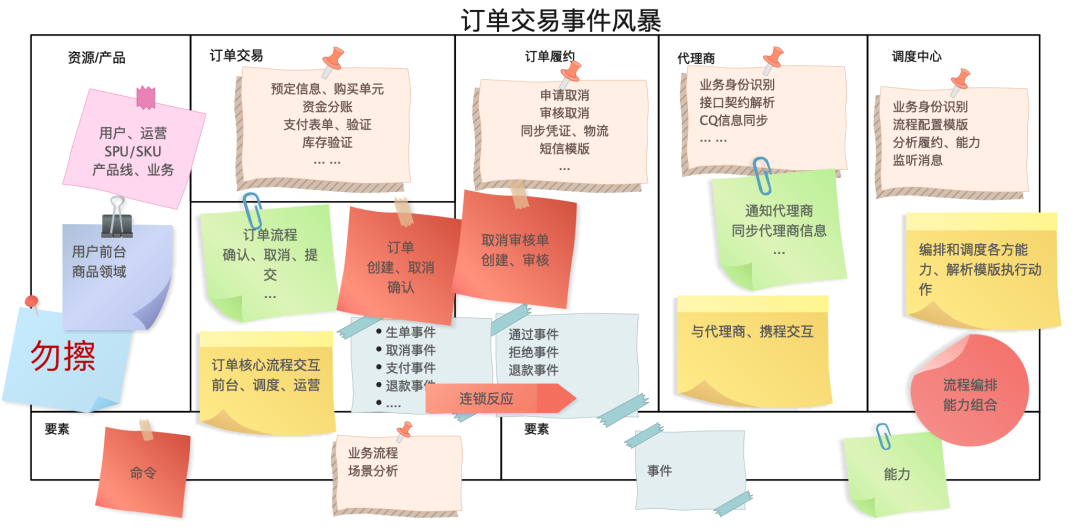 订单交易事件风暴
资源/产品
用户、运营
SPU/SKU
产品线、业务
用户前台
商品领域
勿擦
订单交易
预定信息、购买单元
资金分账
支付表单、验证
库存验证
... ...
订单流程
确认、取消、提
交
...
订单
创建、取消
确认
订单核心流程交互
前台、调度、运营
• 生单事件
• 取消事件
• 支付事件
• 退款事件
• ....
订单履约
申请取消
审核取消
同步凭证、物流
短信模版
...
取消审核单
创建、审核
通过事件
拒绝事件
退款事件
连锁反应
代理商
业务身份识别
接口契约解析
CQ信息同步
... ...
通知代理商
同步代理商信息
...
与代理商、携程交互
调度中心
业务身份识别
流程配置模版
分析履约、能力
监听消息
编排和调度各方能
力、解析模版执行动
作
流程编排
能力组合
要素
命令
业务流程
场景分析
要素
事件
能力